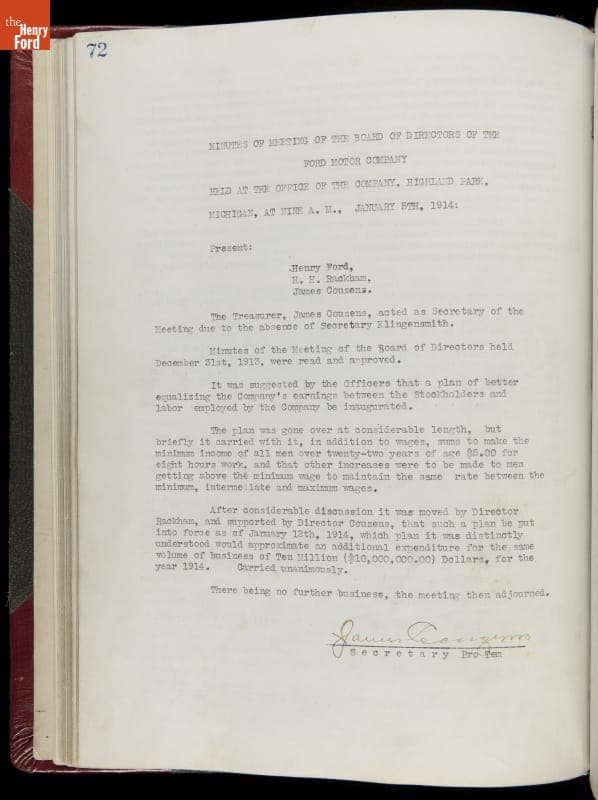 the
Henry
Ford
72
MINUTES OF MEETING OF THE BOARD OF DIRECTORS OF THE
FORD MOTOR COMPANY
HELD AT THE OFFICE OF THE COMPANY, HIGHLAND PARK,
MICHIGAN, AT NINE A. M., JANUARY 5TH, 1914:
Present:
Henry Ford,
H. H. Rackham,
James Couzens.
The Treasurer, James Couzens, acted as Secretary of the
Meeting due to the absence of Secretary Klingensmith.
Minutes of the Meeting of the Board of Directors held
December 31st, 1913, were read and approved.
It was suggested by the Officers that a plan of better
equalizing the Company's earnings between the Stockholders and
labor employed by the Company be inaugurated.
The plan was gone over at considerable length, but
briefly it carried with it, in addition to wages, sums to make the
minimum income of all men over twenty-two years of age $5.00 for
eight hours work, and that other increases were to be made to men
getting above the minimum wage to maintain the same rate between the
minimum, intermediate and maximum wages.
After considerable discussion it was moved by Director
Rackham, and supported by Director Couzens, that such a plan be put
into force as of January 12th, 1914, which plan it was distinctly
understood would approximate an additional expenditure for the same
volume of business of Ten Million ($10,000,000.00) Dollars, for the
year 1914. Carried unanimously.
There being no further business, the meeting then adjourned.
James Couzens
Secretary Pro-Tem